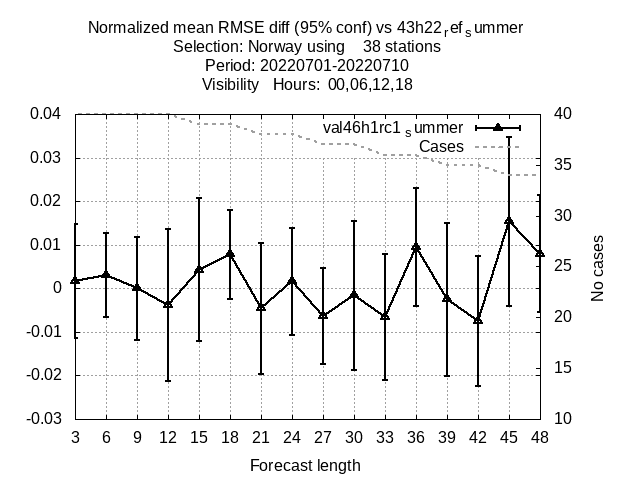 Normalized mean RMSE diff (95% conf) vs 43h22refsummer
Selection: Norway using 38 stations
Period: 20220701-20220710
Visibility Hours: 00,06,12,18
val46h1rc1summer
Cases
0.04
0.03
0.02
0.01
0
-0.01
-0.02
-0.03
40
35
30
25
20
15
10
No cases
3 6 9 12 15 18 21 24 27 30 33 36 39 42 45 48
Forecast length